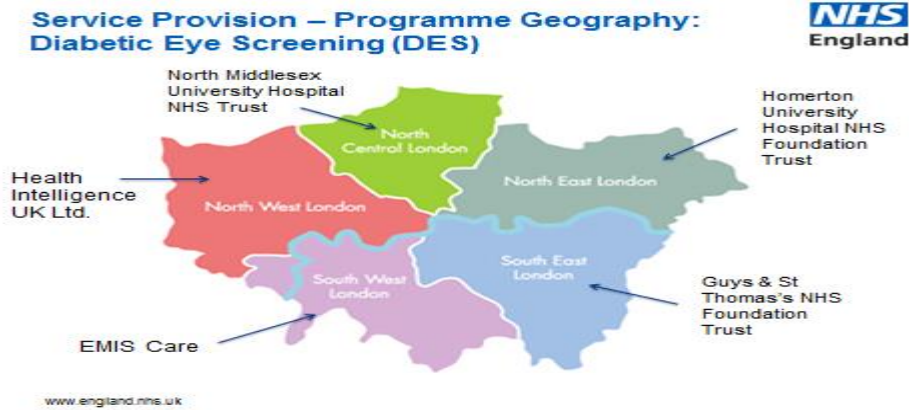 Service Provision – Programme Geography:
Diabetic Eye Screening (DES)
NHS
England
North Middlesex
University Hospital
NHS Trust
Homerton
University
Hospital NHS
Foundation
Trust
North
Central London
North East London
Health
Intelligence
UK Ltd.
North West London
South West
London
South East
London
Guys & St
Thomas's NHS
Foundation
Trust
EMIS Care
www.england.nhs.uk